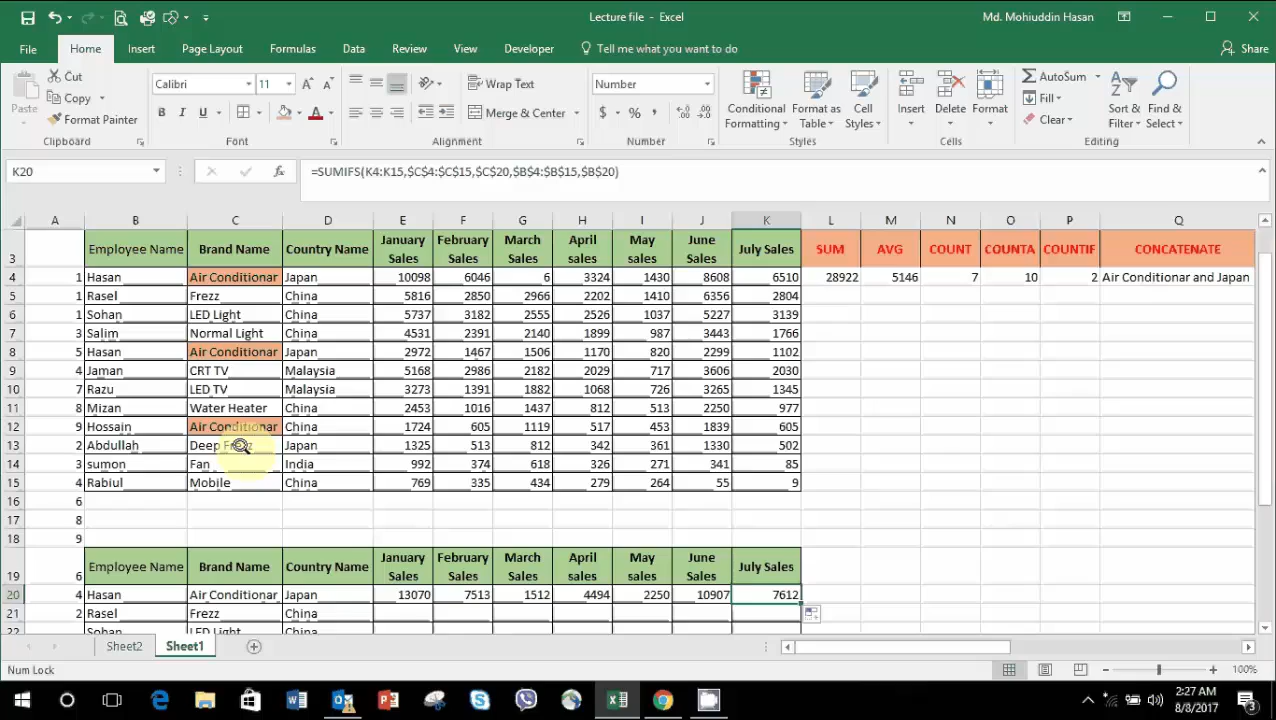 Lecture file - Excel Md. Mohiuddin Hasan
File Home Insert Page Layout Formulas Data Review View Developer Tell me what you want to do Share
Cut
Copy
Format Painter
Paste
Clipboard
Calibri 11
B I U
Font
Wrap Text
Merge & Center
Alignment
Number
$ % ,
Number
Conditional Formatting
Format as Table
Cell Styles
Styles
Insert Delete Format
Cells
AutoSum
Fill
Clear
Sort & Filter
Find & Select
Editing
K20 fx =SUMIFS(K4:K15,$C$4:$C$15,$C$20,$B$4:$B$15,$B$20)
A B C D E F G H I J K L M N O P Q
3 Employee Name Brand Name Country Name January Sales February Sales March Sales April sales May sales June Sales July Sales SUM AVG COUNT COUNTA COUNTIF CONCATENATE
4 1 Hasan Air Conditionar Japan 10098 6046 6 3324 1430 8608 6510 28922 5146 7 10 2 Air Conditionar and Japan
5 1 Rasel Frezz China 5816 2850 2966 2202 1410 6356 2804
6 1 Sohan LED Light China 5737 3182 2555 2526 1037 5227 3139
7 3 Salim Normal Light China 4531 2391 2140 1899 987 3443 1766
8 5 Hasan Air Conditionar Japan 2972 1467 1506 1170 820 2299 1102
9 4 Jaman CRT TV Malaysia 5168 2986 2182 2029 717 3606 2030
10 7 Razu LED TV Malaysia 3273 1391 1882 1068 726 3265 1345
11 8 Mizan Water Heater China 2453 1016 1437 812 513 2250 977
12 9 Hossain Air Conditionar China 1724 605 1119 517 453 1839 605
13 2 Abdullah Deep Frezz Japan 1325 513 812 342 361 1330 502
14 3 sumon Fan India 992 374 618 326 271 341 85
15 4 Rabiul Mobile China 769 335 434 279 264 55 9
16 6
17 8
18 9
19 6 Employee Name Brand Name Country Name January Sales February Sales March Sales April sales May sales June Sales July Sales
20 4 Hasan Air Conditionar Japan 13070 7513 1512 4494 2250 10907 7612
21 2 Rasel Frezz China
22 Sohan LED Light China
Sheet2 Sheet1
Num Lock 100%
2:27 AM
8/8/2017
3